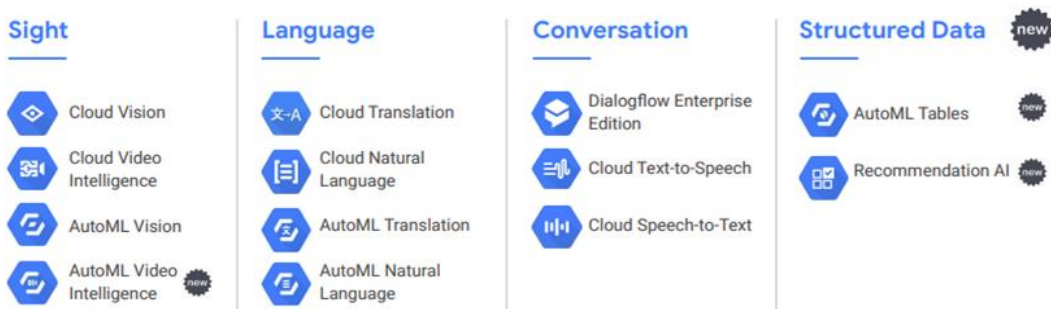 Sight
Cloud Vision
Cloud Video
Intelligence
AutoML Vision
AutoML Video
Intelligence
new
Language
文→A
Cloud Translation
Cloud Natural
Language
AutoML Translation
AutoML Natural
Language
Conversation
Dialogflow Enterprise
Edition
Cloud Text-to-Speech
Cloud Speech-to-Text
Structured Data
new
AutoML Tables
new
Recommendation AI
new